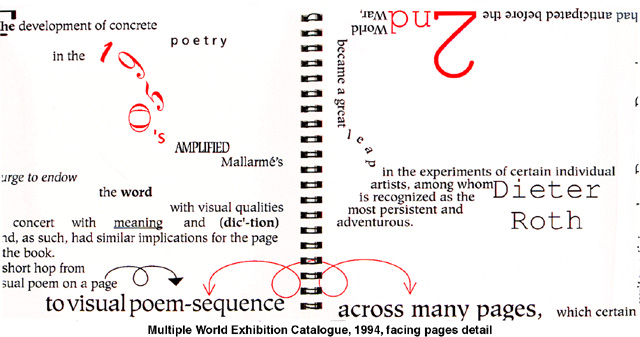 The development of concrete
poetry
in the
1950's
AMPLIFIED
Mallarmé's
urge to endow
the word
with visual qualities
concert with meaning and (dic'-tion)
nd, as such, had similar implications for the page
the book.
short hop from
sual poem on a page
to visual poem-sequence
had anticipated before the
2nd
World
War,
became a great
leap
in the experiments of certain individual
artists, among whom
Dieter
Roth
is recognized as the
most persistent and
adventurous.
across many pages, which certain
Multiple World Exhibition Catalogue, 1994, facing pages detail